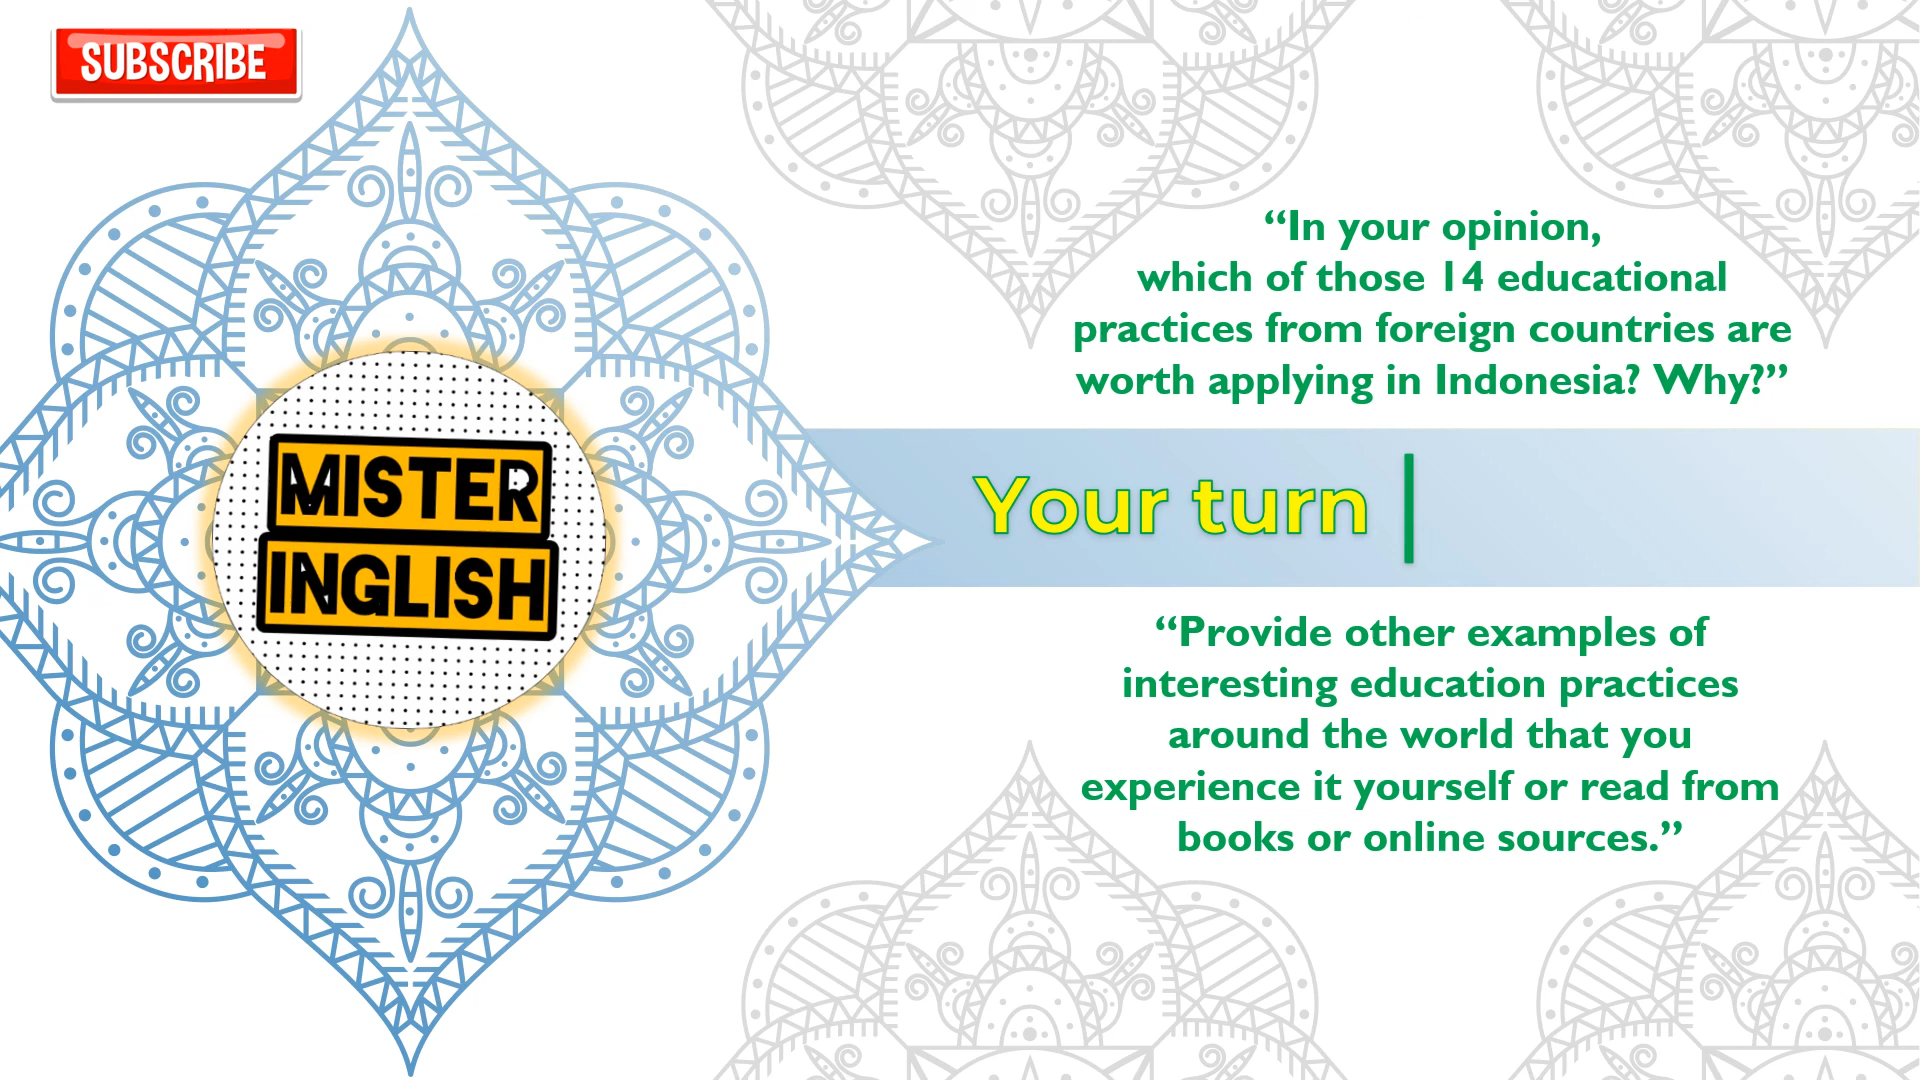 SUBSCRIBE
MISTER
INGLISH
“In your opinion,
which of those 14 educational
practices from foreign countries are
worth applying in Indonesia? Why?”
Your turn
“Provide other examples of
interesting education practices
around the world that you
experience it yourself or read from
books or online sources.”